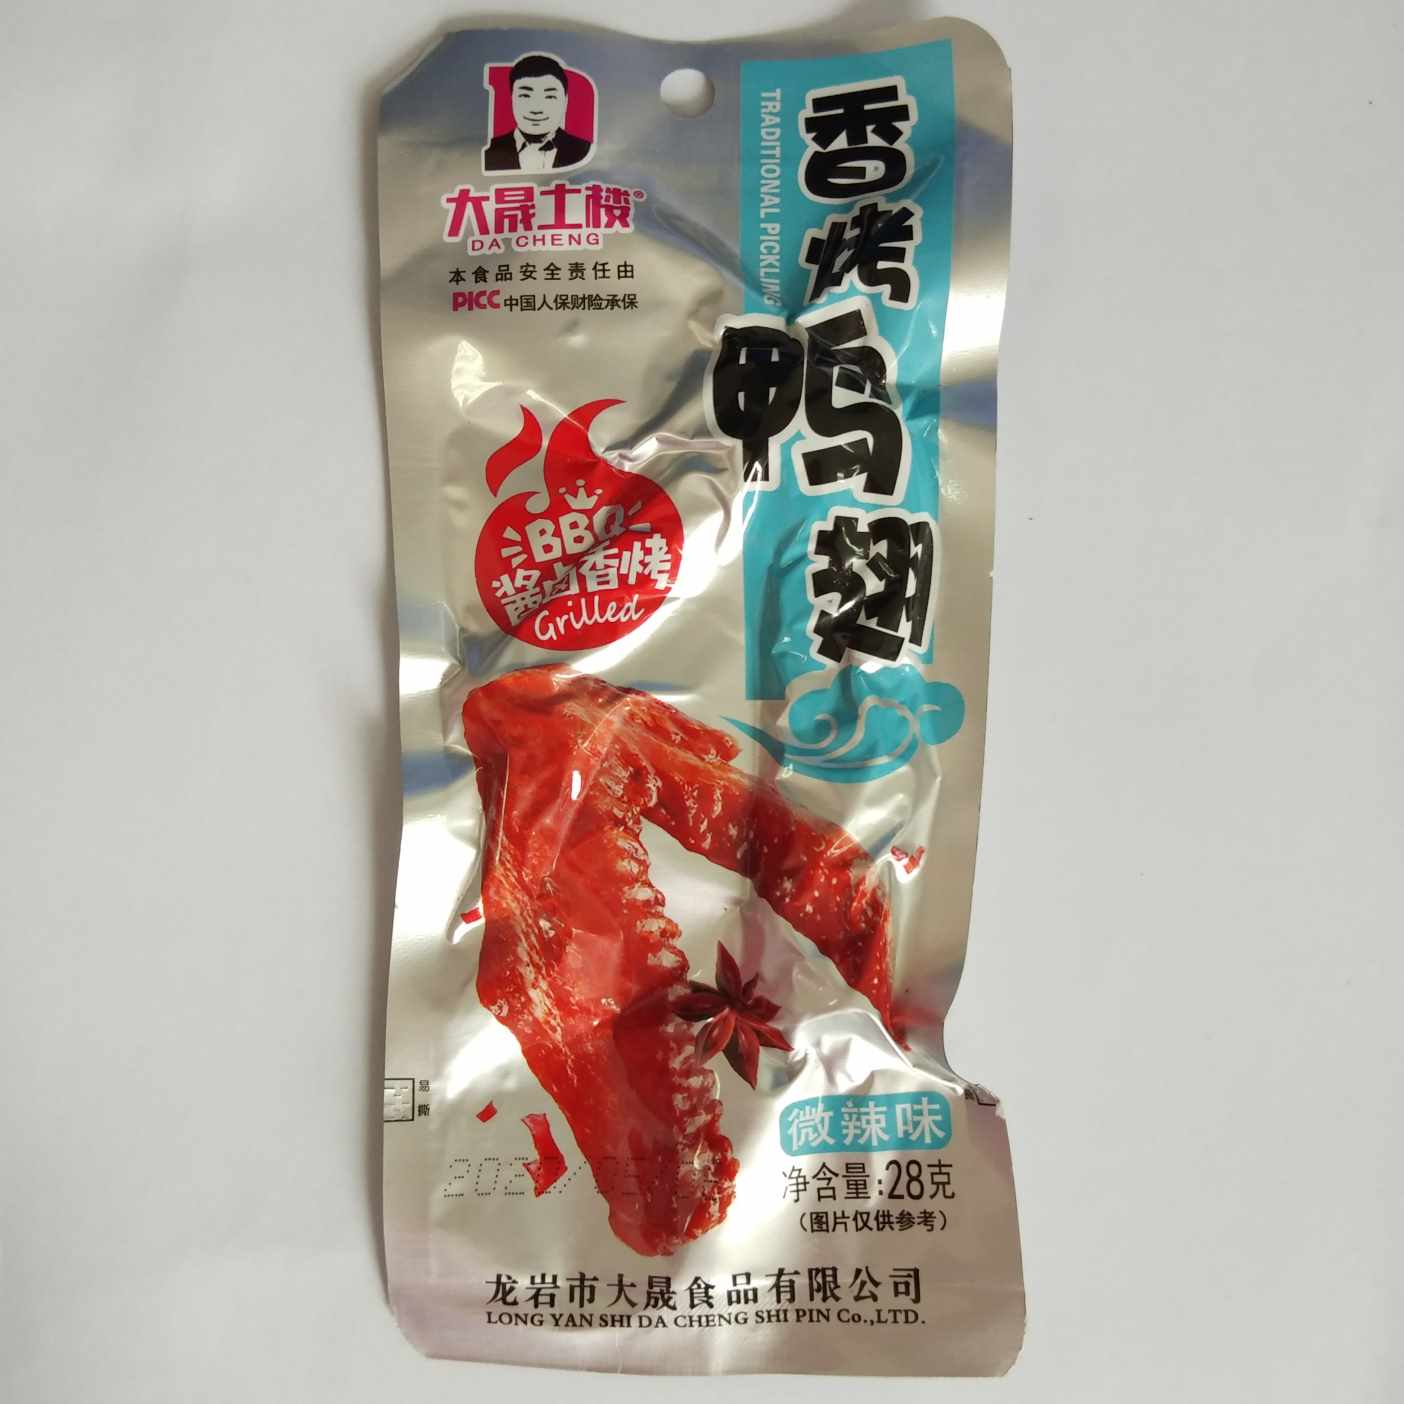 大晟土楼®
DA CHENG
本食品安全责任由
PICC 中国人保财险承保
TRADITIONAL PICKLING
香烤鸭翅
BBQ
酱卤香烤
Grilled
易撕
微辣味
净含量:28克
(图片仅供参考)
龙岩市大晟食品有限公司
LONG YAN SHI DA CHENG SHI PIN Co.,LTD.